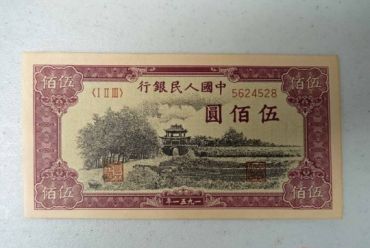 行銀民人國中
〈I II III〉 5624528
伍佰 圓佰伍 伍佰
伍佰 伍佰
年一五九一